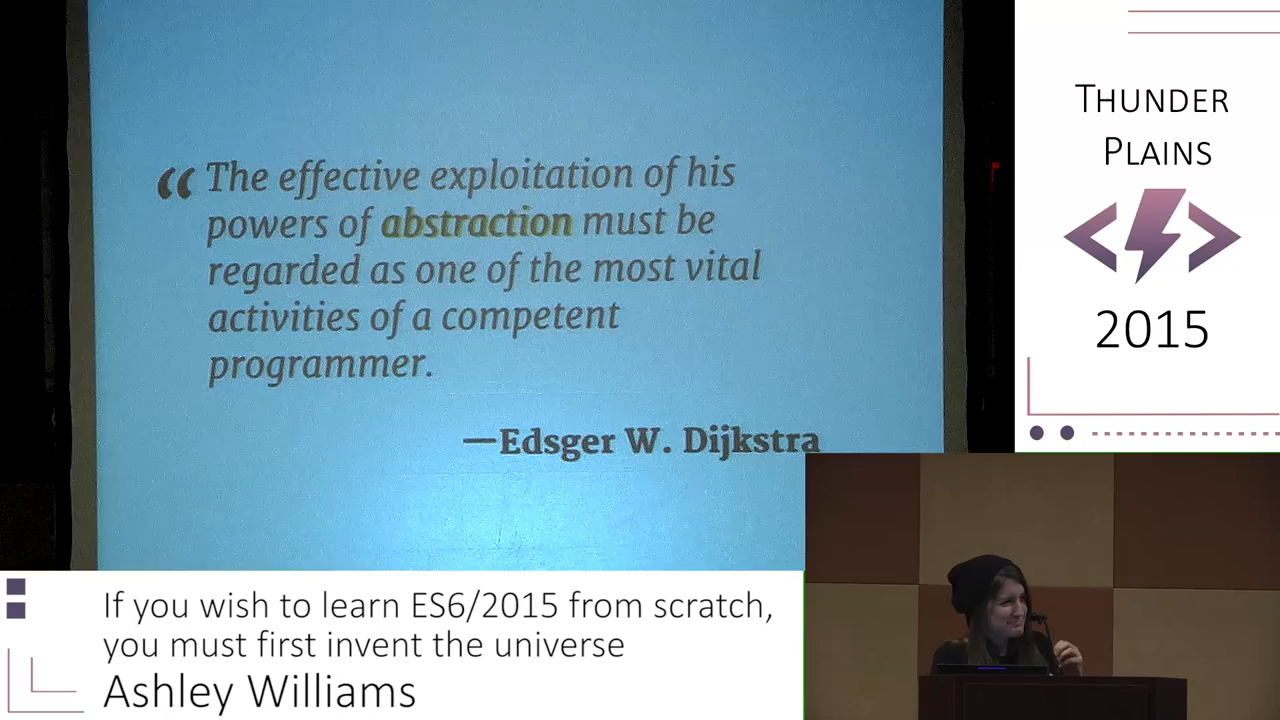 “ The effective exploitation of his
powers of abstraction must be
regarded as one of the most vital
activities of a competent
programmer.
—Edsger W. Dijkstra
THUNDER
PLAINS
2015
If you wish to learn ES6/2015 from scratch,
you must first invent the universe
Ashley Williams